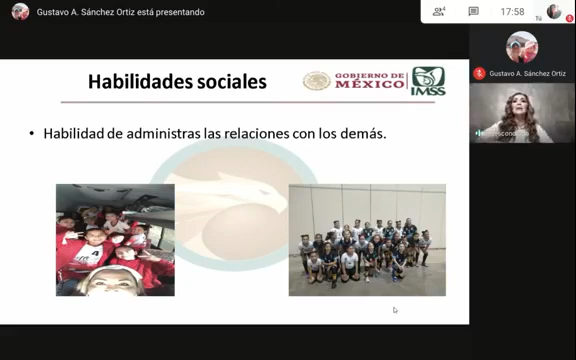 Gustavo A. Sánchez Ortiz está presentando
4
17:58
Tú
Habilidades sociales
GOBIERNO DE
MÉXICO
IMSS
• Habilidad de administras las relaciones con los demás.
Gustavo A. Sánchez Ortiz